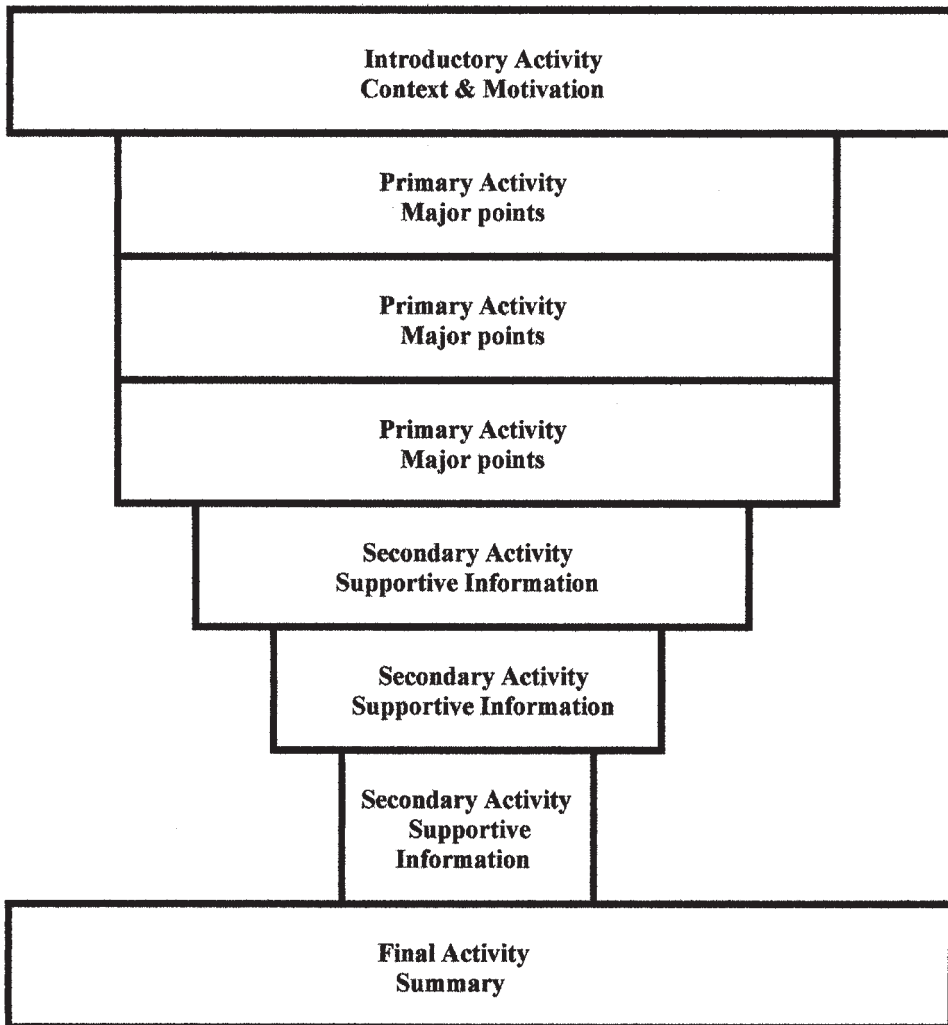 Introductory Activity
Context & Motivation
Primary Activity
Major points
Primary Activity
Major points
Primary Activity
Major points
Secondary Activity
Supportive Information
Secondary Activity
Supportive Information
Secondary Activity
Supportive
Information
Final Activity
Summary